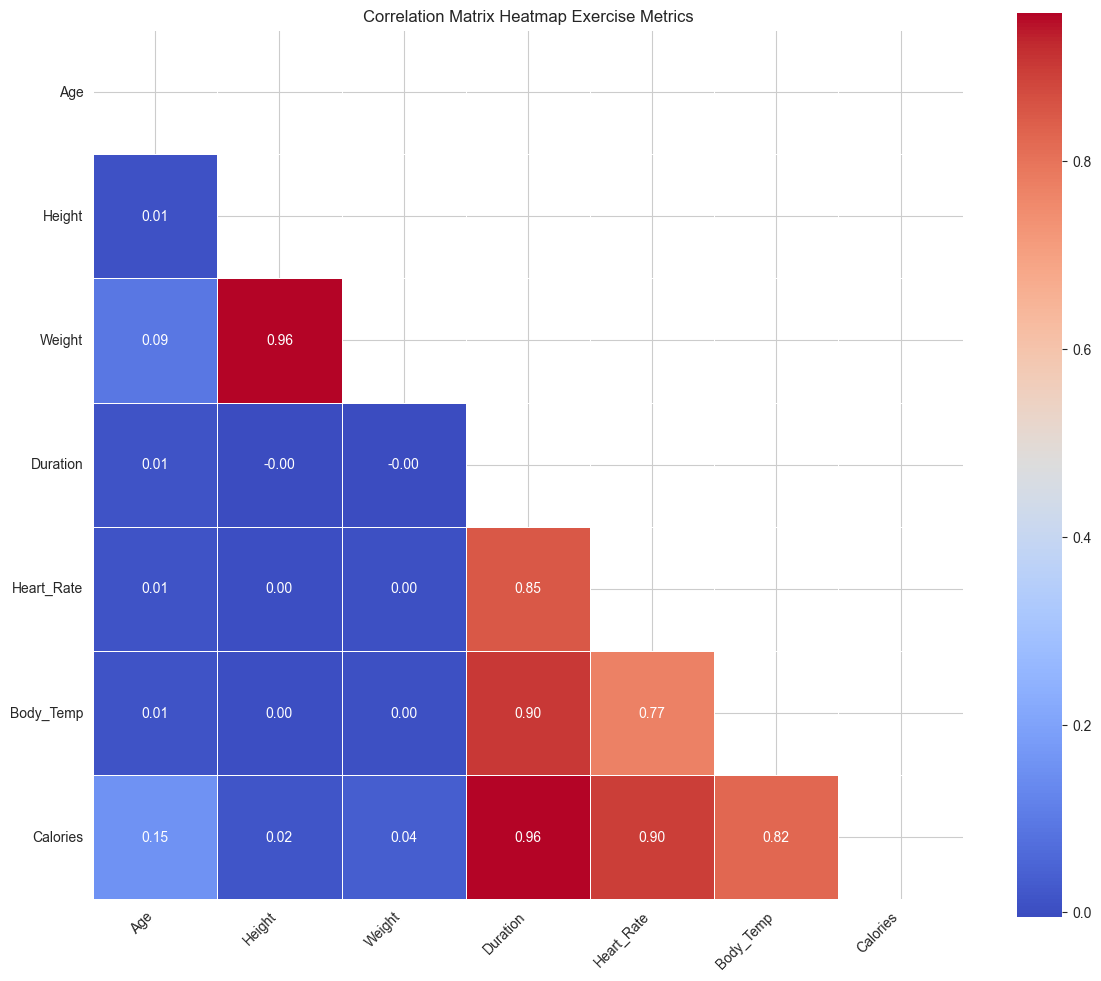 Correlation Matrix Heatmap Exercise Metrics
Age
Height 0.01
Weight 0.09 0.96
Duration 0.01 -0.00 -0.00
Heart_Rate 0.01 0.00 0.00 0.85
Body_Temp 0.01 0.00 0.00 0.90 0.77
Calories 0.15 0.02 0.04 0.96 0.90 0.82
Age Height Weight Duration Heart_Rate Body_Temp Calories
0.8
0.6
0.4
0.2
0.0